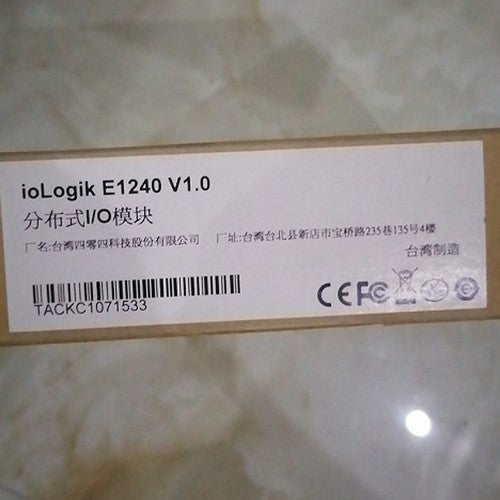 ioLogik E1240 V1.0
分布式I/O模块
厂名:台湾四零四科技股份有限公司 厂址:台湾台北县新店市宝桥路235巷135号4楼
台湾制造
TACKC1071533
CE FC